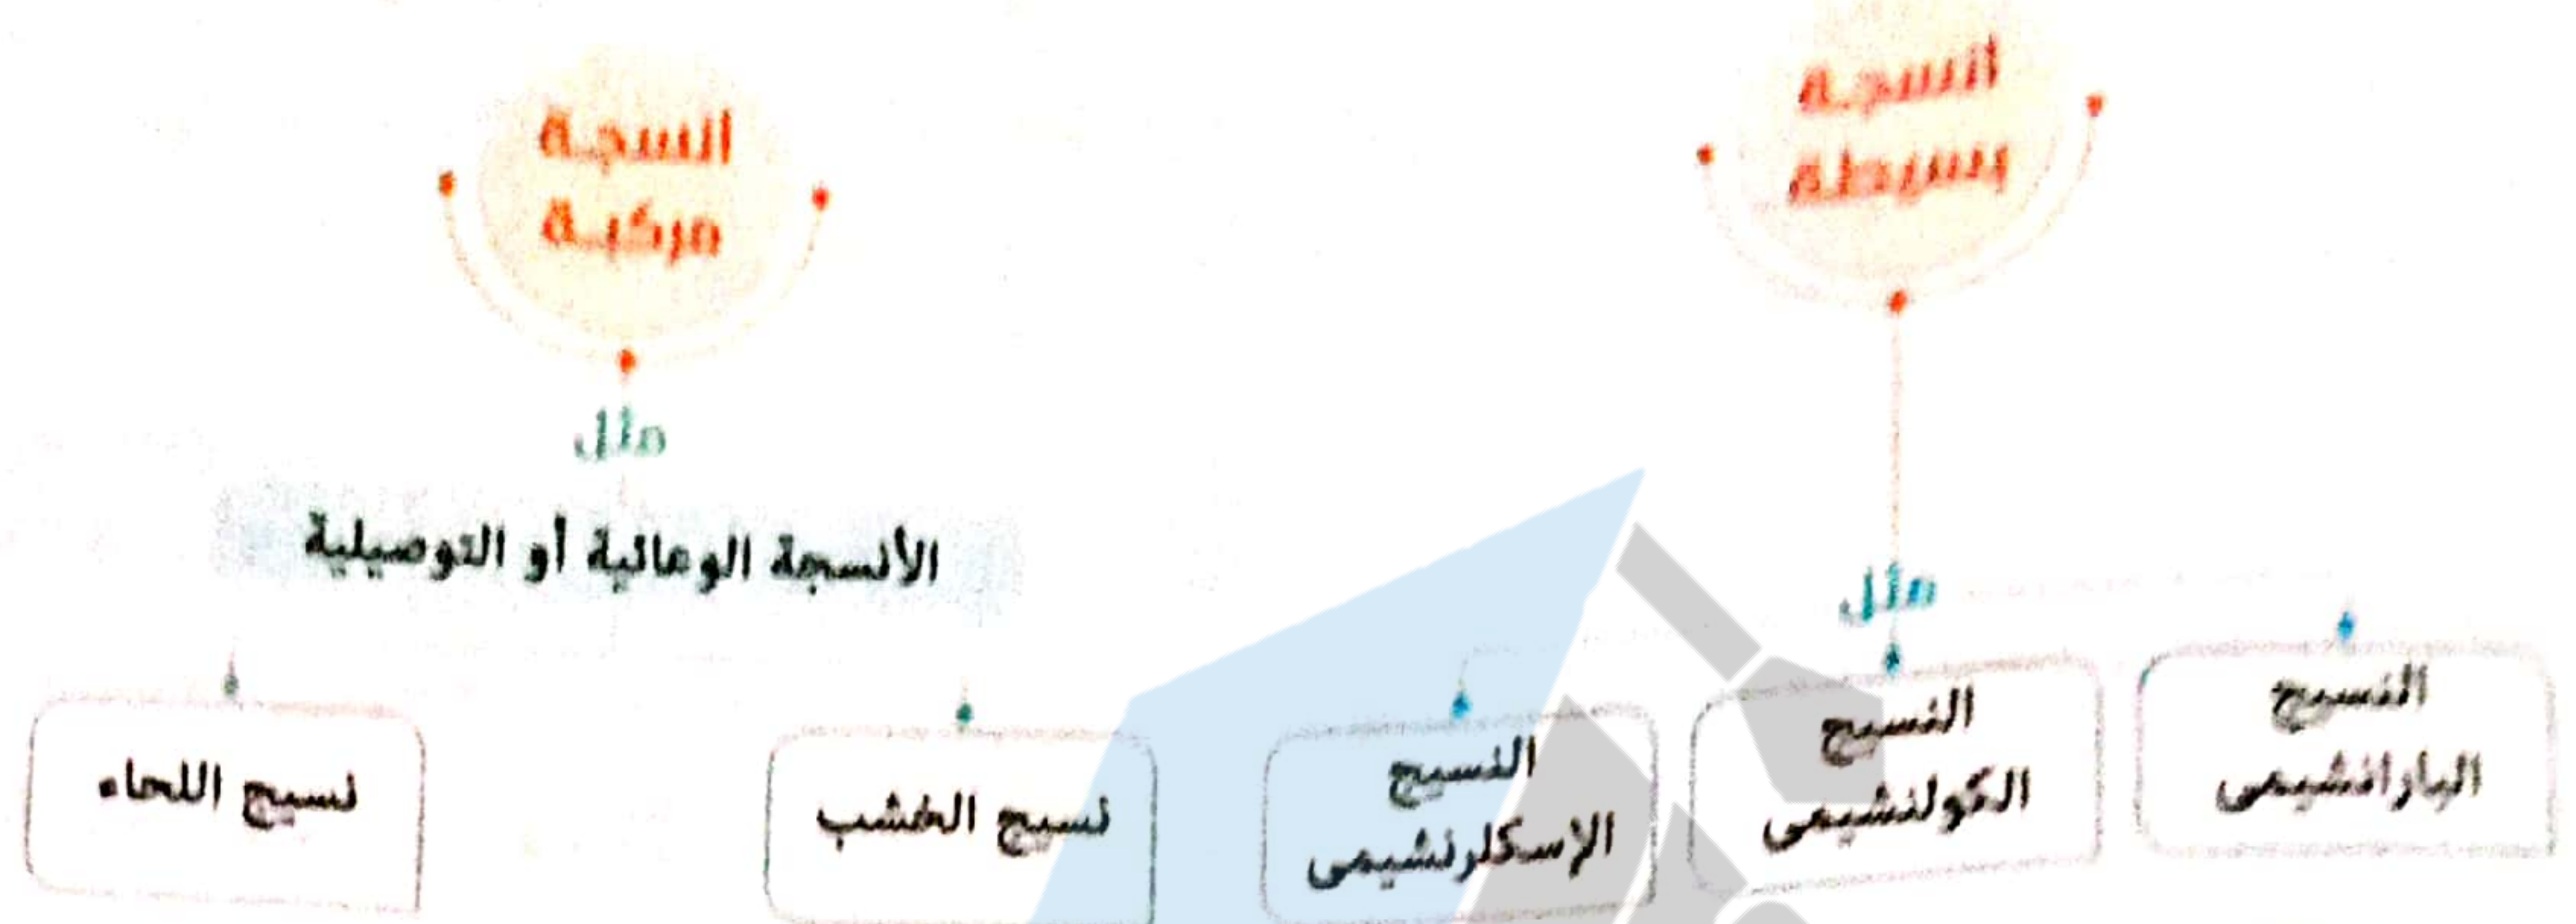 أنسجة
بسيطة
مثل
النسيج
البارانشيمى
النسيج
الكولنشيمى
النسيج
الإسكلرنشيمى
أنسجة
مركبة
مثل
الأنسجة الوعائية أو التوصيلية
نسيج الخشب
نسيج اللحاء